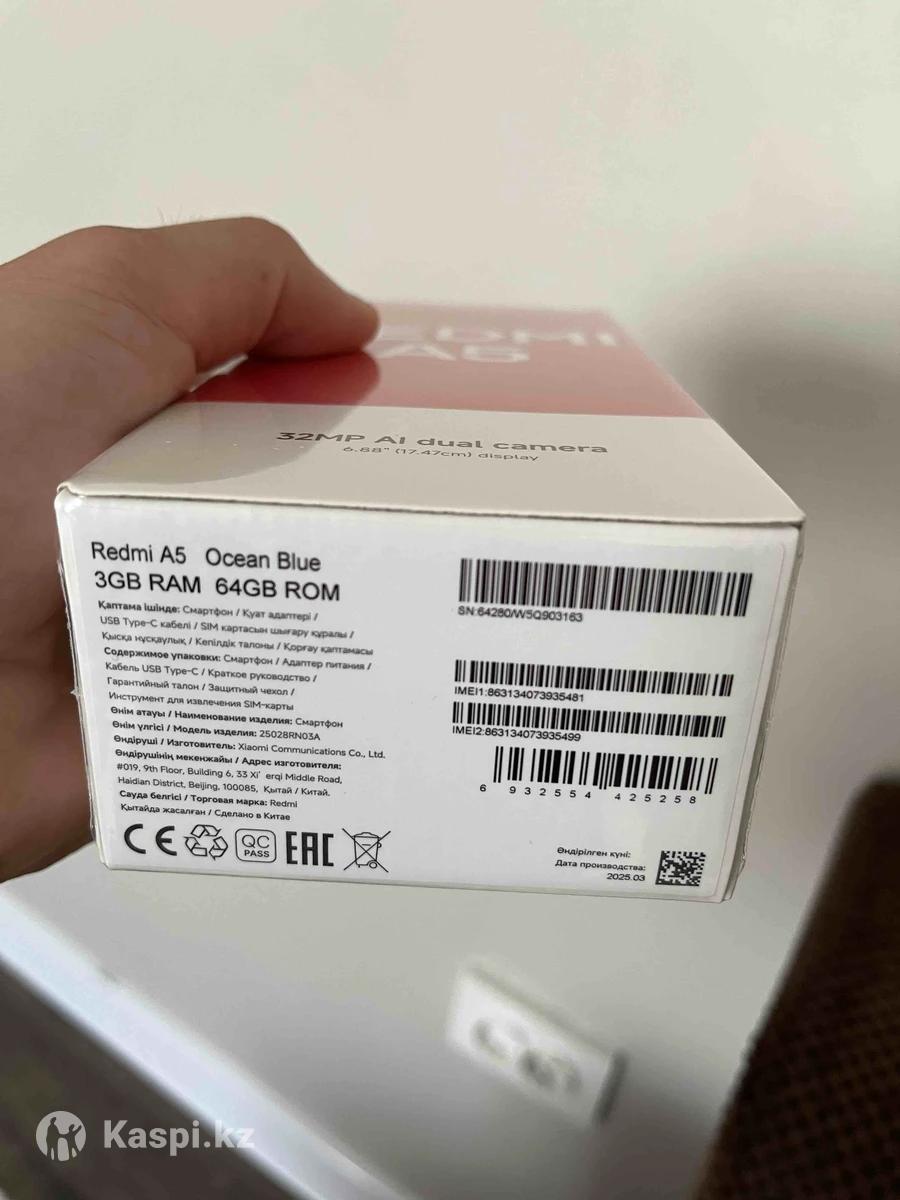 REDMI
A5
32MP AI dual camera
6.88" (17.47cm) display
Redmi A5 Ocean Blue
3GB RAM 64GB ROM
Қаптама ішінде: Смартфон / Қуат адаптері /
USB Type-C кабелі / SIM картасын шығару құралы /
Қысқа нұсқаулық / Кепілдік талоны / Қорғау қаптамасы
Содержимое упаковки: Смартфон / Адаптер питания /
Кабель USB Type-C / Краткое руководство /
Гарантийный талон / Защитный чехол /
Инструмент для извлечения SIM-карты
Өнім атауы / Наименование изделия: Смартфон
Өнім үлгісі / Модель изделия: 25028RN03A
Өндіруші / Изготовитель: Xiaomi Communications Co., Ltd.
Өндірушінің мекенжайы / Адрес изготовителя:
#019, 9th Floor, Building 6, 33 Xi' erqi Middle Road,
Haidian District, Beijing, 100085, Қытай / Китай.
Сауда белгісі / Торговая марка: Redmi
Қытайда жасалған / Сделано в Китае
CE
QC
PASS
EAC
SN:64280/W5Q903163
IMEI1:863134073935481
IMEI2:863134073935499
6 932554 425258
Өндірілген күні:
Дата производства:
2025.03
Kaspi.kz